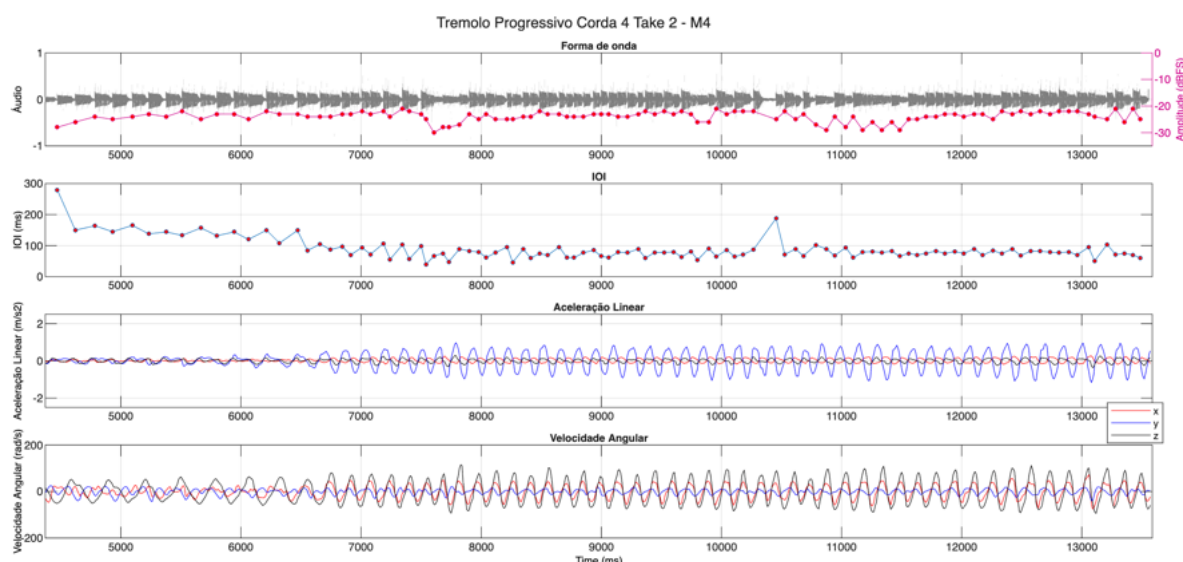 Tremolo Progressivo Corda 4 Take 2 - M4
Forma de onda
Áudio
1
0
-1
0
-10
-20
-30
Amplitude (dBFS)
5000 6000 7000 8000 9000 10000 11000 12000 13000
IOI
IOI (ms)
300
200
100
0
5000 6000 7000 8000 9000 10000 11000 12000 13000
Aceleração Linear
Aceleração Linear (m/s2)
2
0
-2
5000 6000 7000 8000 9000 10000 11000 12000 13000
x
y
z
Velocidade Angular
Velocidade Angular (rad/s)
200
0
-200
5000 6000 7000 8000 9000 10000 11000 12000 13000
Time (ms)